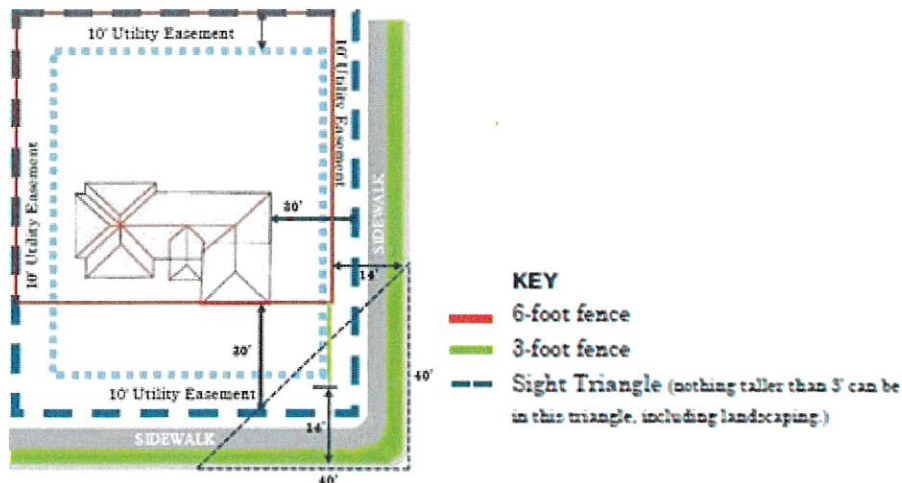 10' Utility Easement
10' Utility Easement
10' Utility Easement
SIDEWALK
30'
14'
KEY
6-foot fence
3-foot fence
Sight Triangle (nothing taller than 3' can be
in this triangle, including landscaping.)
40'
30'
10' Utility Easement
14'
SIDEWALK
40'